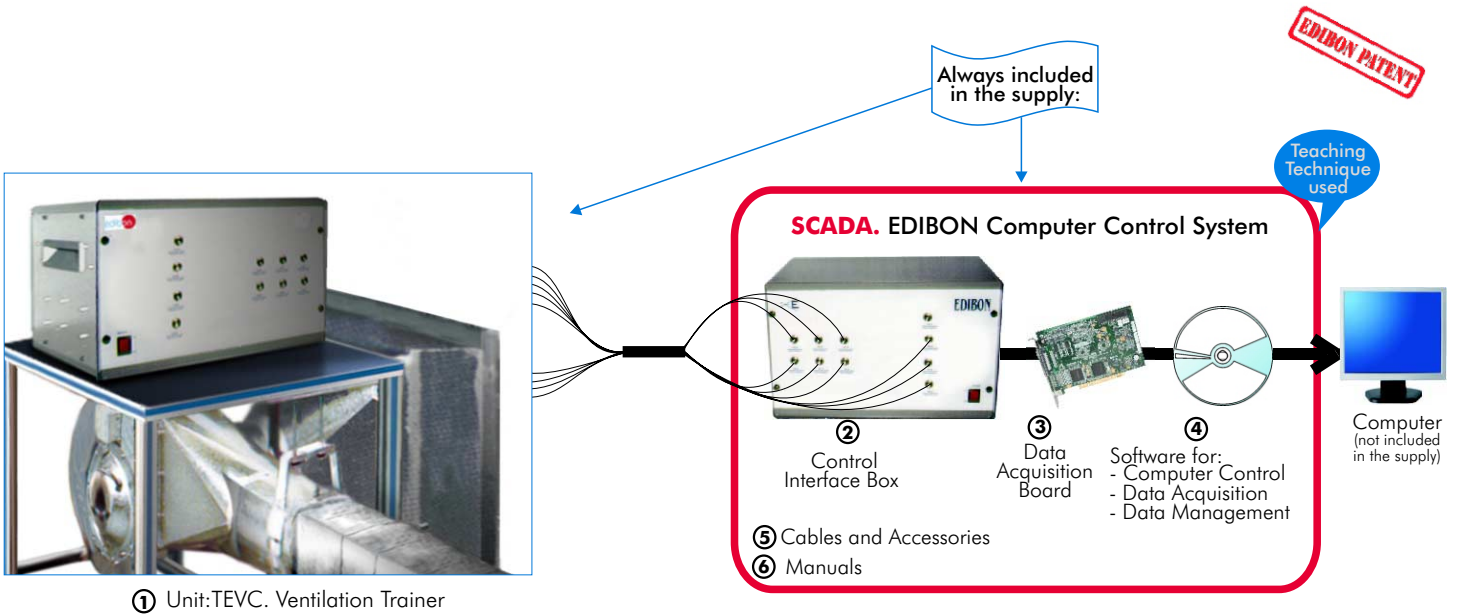 EDIBON PATENT
Always included
in the supply:
Teaching
Technique
used
SCADA. EDIBON Computer Control System
EDIBON
② 
Control
Interface Box
③
Data
Acquisition
Board
④
Software for:
- Computer Control
- Data Acquisition
- Data Management
Computer
(not included
in the supply)
⑤ Cables and Accessories
⑥ Manuals
① Unit:TEVC. Ventilation Trainer